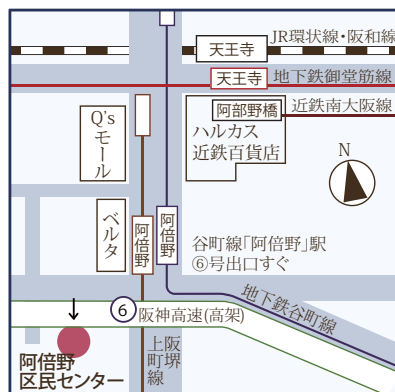 JR環状線・阪和線
天王寺
天王寺
地下鉄御堂筋線
阿部野橋
近鉄南大阪線
Q'sモール
ハルカス
近鉄百貨店
N
ベルタ
阿倍野
阿倍野
谷町線「阿倍野」駅
⑥号出口すぐ
地下鉄谷町線
⑥
阪神高速(高架)
阿倍野
区民センター
上町線
阪堺